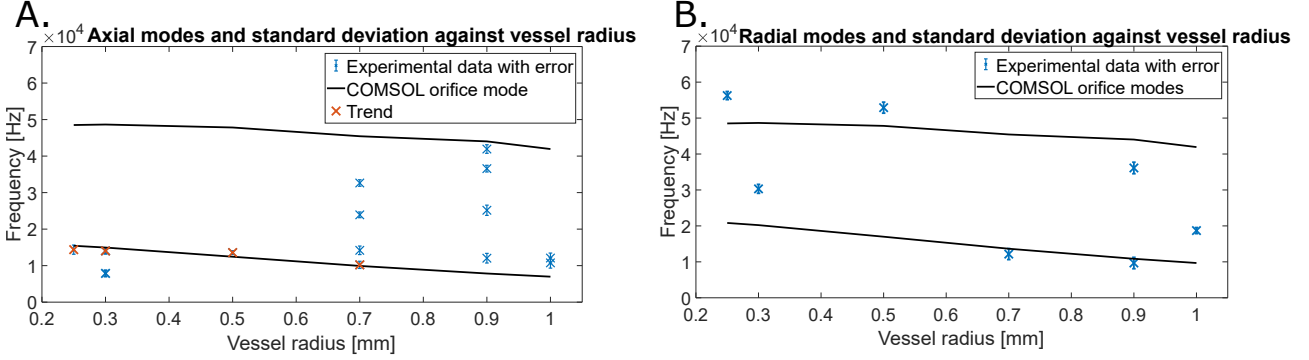 A.
×10⁴ Axial modes and standard deviation against vessel radius
Experimental data with error
COMSOL orifice mode
Trend
7
6
5
4
3
2
1
0
Frequency [Hz]
0.2 0.3 0.4 0.5 0.6 0.7 0.8 0.9 1
Vessel radius [mm]
B.
×10⁴ Radial modes and standard deviation against vessel radius
Experimental data with error
COMSOL orifice modes
7
6
5
4
3
2
1
0
Frequency [Hz]
0.2 0.3 0.4 0.5 0.6 0.7 0.8 0.9 1
Vessel radius [mm]